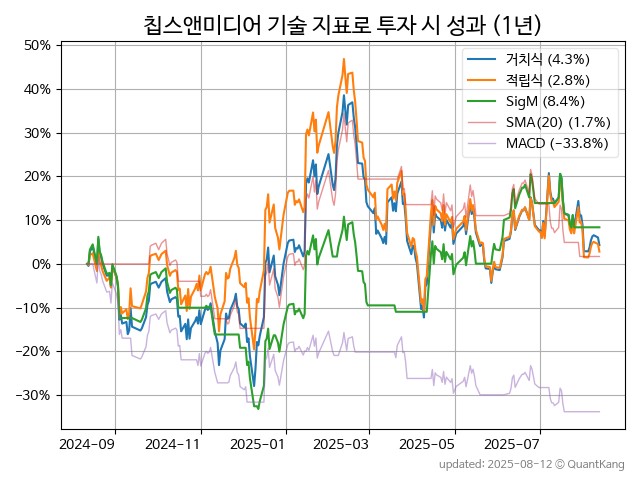 칩스앤미디어 기술 지표로 투자 시 성과 (1년)
50%
40%
30%
20%
10%
0%
−10%
−20%
−30%
거치식 (4.3%)
적립식 (2.8%)
SigM (8.4%)
SMA(20) (1.7%)
MACD (−33.8%)
2024-09
2024-11
2025-01
2025-03
2025-05
2025-07
updated: 2025-08-12 © QuantKang